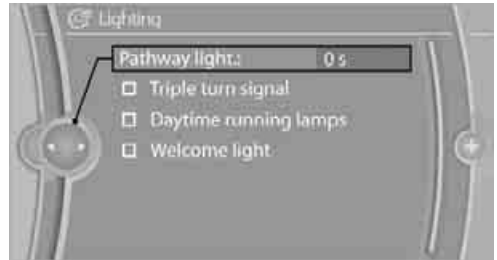 Lighting
Pathway light.: 0 s
Triple turn signal
Daytime running lamps
Welcome light